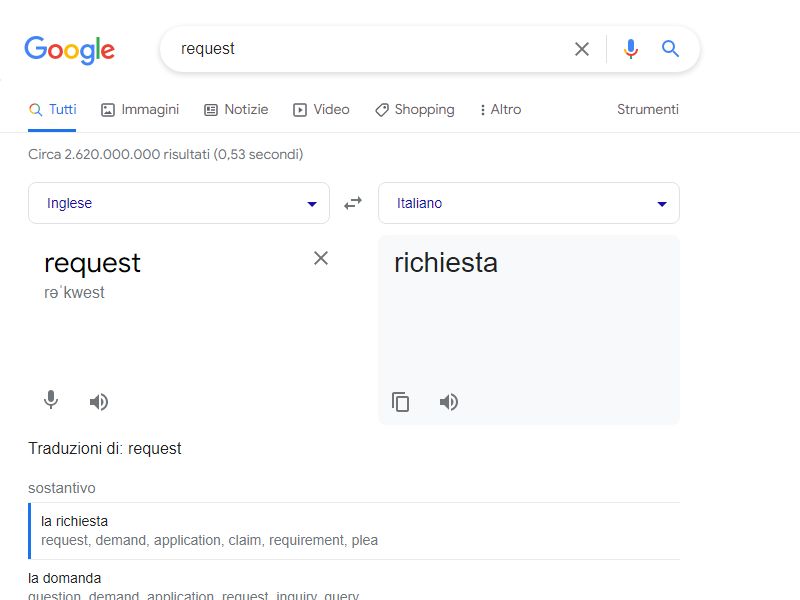 Google
request
Tutti Immagini Notizie Video Shopping Altro Strumenti
Circa 2.620.000.000 risultati (0,53 secondi)
Inglese Italiano
request richiesta
rəˈkwest
Traduzioni di: request
sostantivo
la richiesta
request, demand, application, claim, requirement, plea
la domanda
question, demand, application, request, inquiry, query